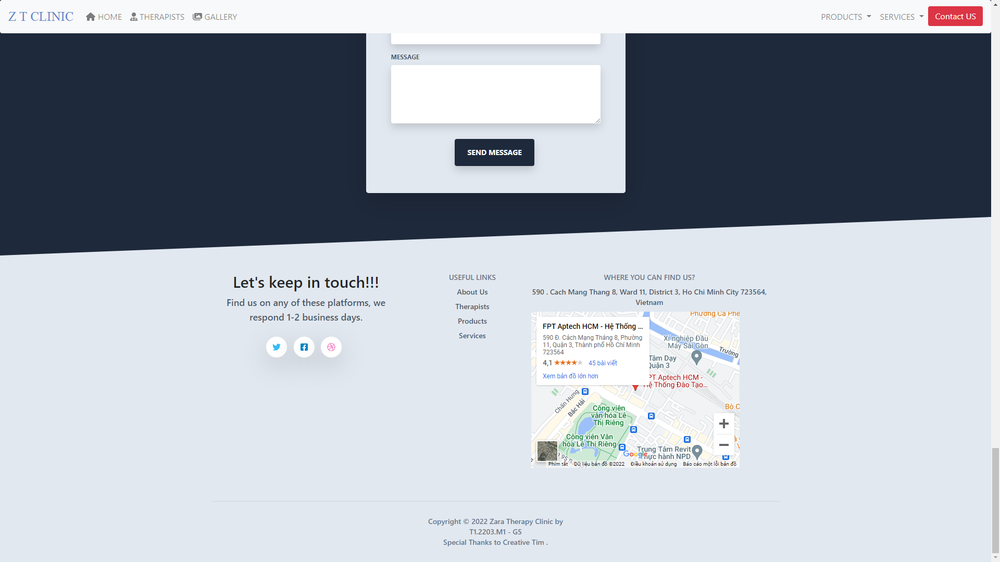 Z T CLINIC HOME THERAPISTS GALLERY PRODUCTS SERVICES Contact US
MESSAGE
SEND MESSAGE
Let's keep in touch!!!
Find us on any of these platforms, we
respond 1-2 business days.
USEFUL LINKS
About Us
Therapists
Products
Services
WHERE YOU CAN FIND US?
590 . Cach Mang Thang 8, Ward 11, District 3, Ho Chi Minh City 723564,
Vietnam
FPT Aptech HCM - Hệ Thống ...
590 Đ. Cách Mạng Tháng 8, Phường
11, Quận 3, Thành phố Hồ Chí Minh
723564
4,1 45 bài viết
Xem bản đồ lớn hơn
Phương Ca Phe
Xí nghiệp Đầu
Máy Sài Gòn
Trường
Tâm Dạy
Quận 3
PT Aptech HCM -
Hệ Thống Đào Tạo...
Chấn Hưng
Bắc Hải
Bò C
Công viên
văn hóa Lê
Thị Riêng
Công viên Văn
hóa Lê Thị Riêng
Trung Tâm Revit
Thực hành NPD
Google
Phím tắt Dữ liệu bản đồ ©2022 Điều khoản sử dụng Báo cáo một lỗi bản đồ
Copyright © 2022 Zara Therapy Clinic by
T1.2203.M1 - G5
Special Thanks to Creative Tim .